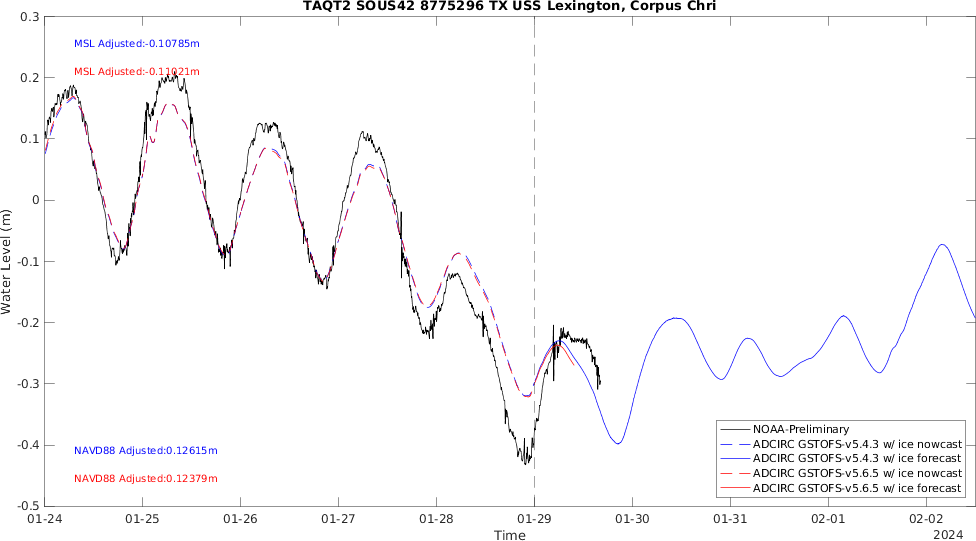 TAQT2 SOUS42 8775296 TX USS Lexington, Corpus Chri
0.3
MSL Adjusted:-0.10785m
MSL Adjusted:-0.11021m
0.2
0.1
0
-0.1
-0.2
-0.3
-0.4
-0.5
Water Level (m)
NAVD88 Adjusted:0.12615m
NAVD88 Adjusted:0.12379m
NOAA-Preliminary
ADCIRC GSTOFS-v5.4.3 w/ ice nowcast
ADCIRC GSTOFS-v5.4.3 w/ ice forecast
ADCIRC GSTOFS-v5.6.5 w/ ice nowcast
ADCIRC GSTOFS-v5.6.5 w/ ice forecast
01-24 01-25 01-26 01-27 01-28 01-29 01-30 01-31 02-01 02-02
Time
2024